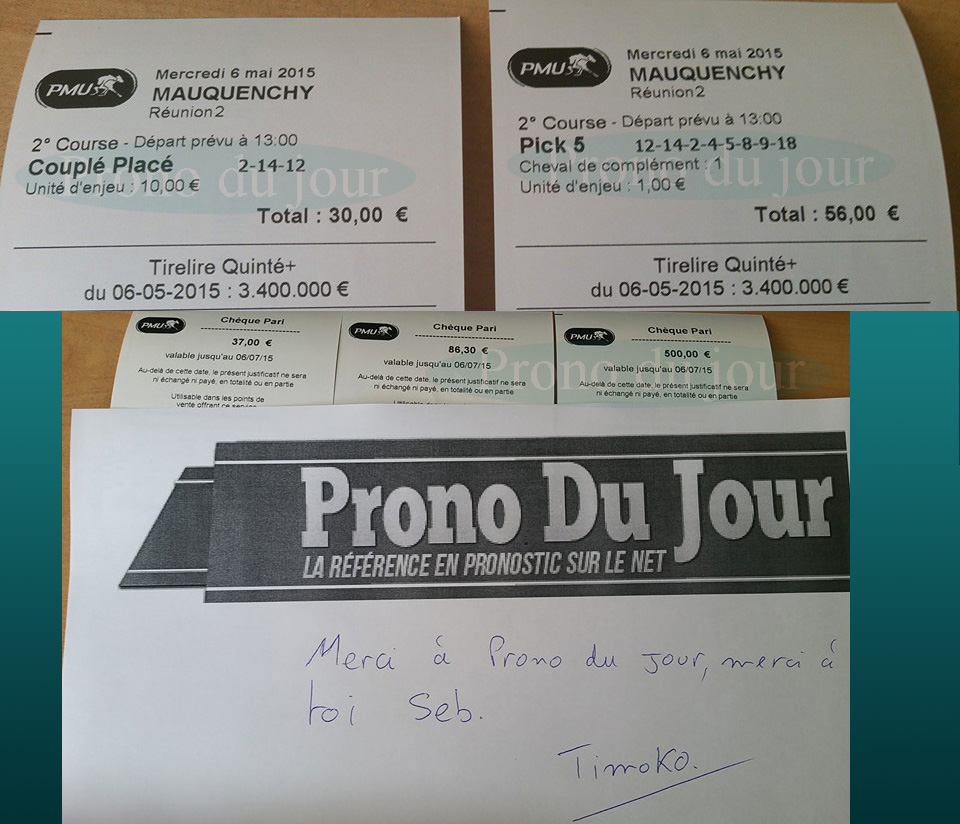 PMU
Mercredi 6 mai 2015
MAUQUENCHY
Réunion2
2° Course - Départ prévu à 13:00
Couplé Placé 2-14-12
Unité d'enjeu : 10,00 €
Total : 30,00 €
Tirelire Quinté+
du 06-05-2015 : 3.400.000 €
Prono du jour
PMU
Mercredi 6 mai 2015
MAUQUENCHY
Réunion2
2° Course - Départ prévu à 13:00
Pick 5 12-14-2-4-5-8-9-18
Cheval de complément : 1
Unité d'enjeu : 1,00 €
Total : 56,00 €
Tirelire Quinté+
du 06-05-2015 : 3.400.000 €
Prono du jour
PMU
Chèque Pari
37,00 €
valable jusqu'au 06/07/15
Au-delà de cette date, le présent justificatif ne sera
ni échangé ni payé, en totalité ou en partie
Utilisable dans les points de
vente offrant ce service
PMU
Chèque Pari
86,30 €
valable jusqu'au 06/07/15
Au-delà de cette date, le présent justificatif ne sera
ni échangé ni payé, en totalité ou en partie
PMU
Chèque Pari
500,00 €
valable jusqu'au 06/07/15
Au-delà de cette date, le présent justificatif ne sera
ni échangé ni payé, en totalité ou en partie
Prono du jour
Prono Du Jour
LA RÉFÉRENCE EN PRONOSTIC SUR LE NET
Merci à Prono du jour, merci à
toi Seb.
Timoko.